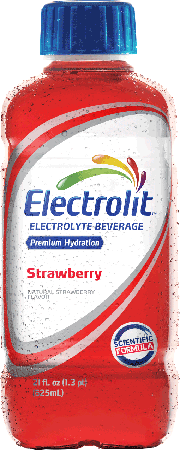 Electrolit
ELECTROLYTE BEVERAGE
Premium Hydration
Strawberry
NATURAL STRAWBERRY
FLAVOR
SCIENTIFIC
FORMULA
21 fl. oz (1.3 pt)
625mL)